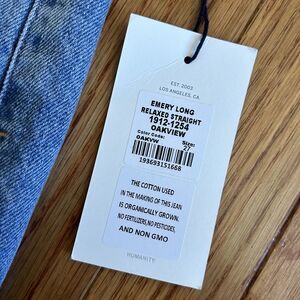 EST. 2003
LOS ANGELES, CA.
EMERY LONG
RELAXED STRAIGHT
1912-1254
OAKVIEW
Color Code:
OAKVW
Size:
27
193693151668
THE COTTON USED
IN THE MAKING OF THIS JEAN
IS ORGANICALLY GROWN.
NO FERTILIZERS, NO PESTICIDES,
AND NON GMO
HUMANITY